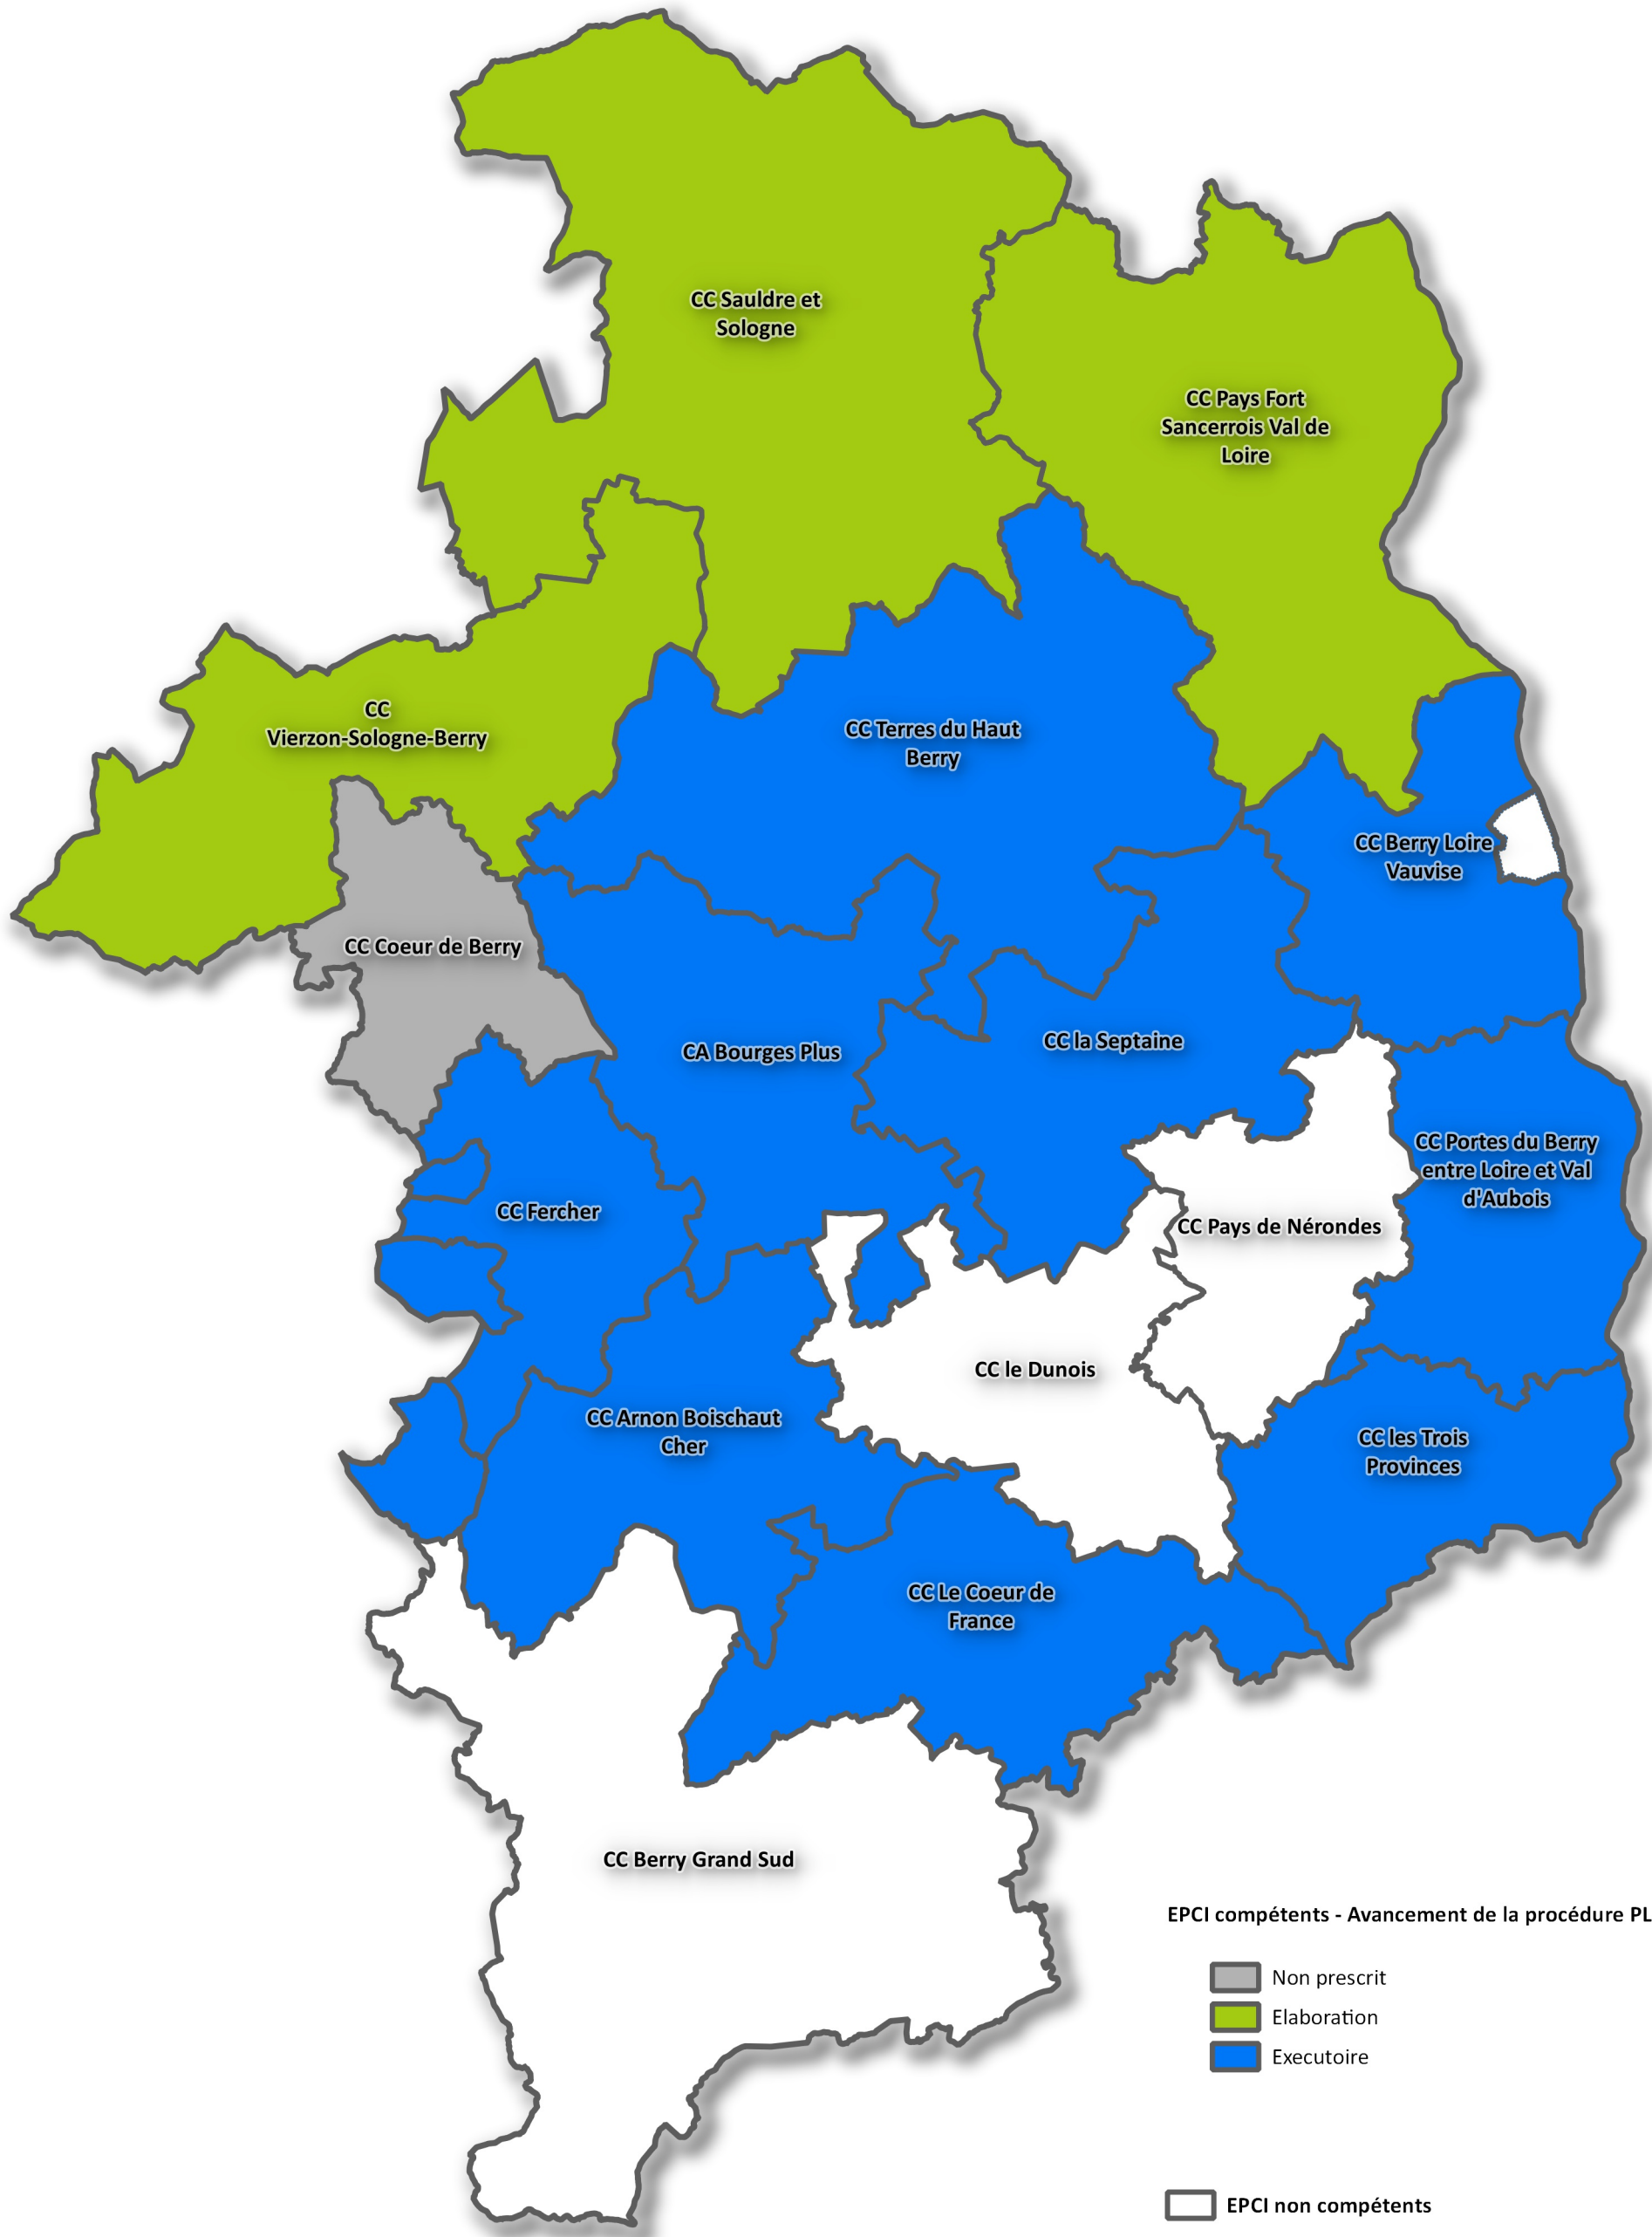 CC Sauldre et
Sologne
CC Pays Fort
Sancerrois Val de
Loire
CC
Vierzon-Sologne-Berry
CC Terres du Haut
Berry
CC Berry Loire
Vauvise
CC Coeur de Berry
CA Bourges Plus
CC la Septaine
CC Portes du Berry
entre Loire et Val
d'Aubois
CC Fercher
CC Pays de Nérondes
CC le Dunois
CC Arnon Boischaut
Cher
CC les Trois
Provinces
CC Le Coeur de
France
CC Berry Grand Sud
EPCI compétents - Avancement de la procédure PL
Non prescrit
Elaboration
Executoire
EPCI non compétents